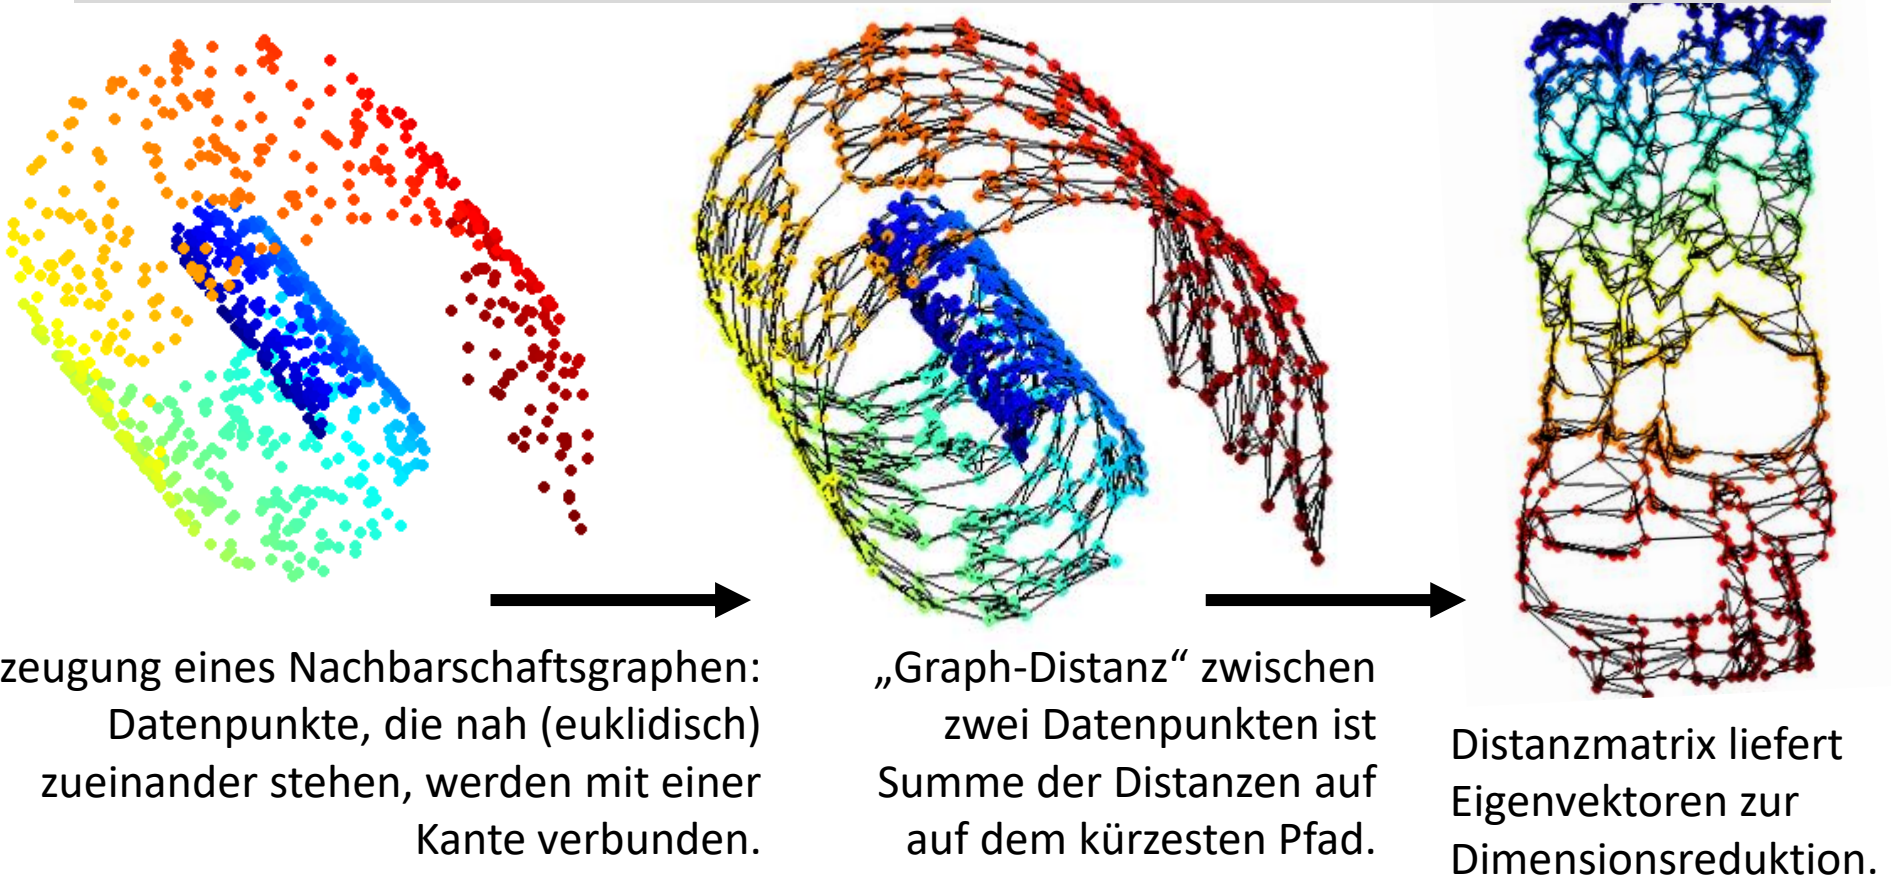 zeugung eines Nachbarschaftsgraphen:
Datenpunkte, die nah (euklidisch)
zueinander stehen, werden mit einer
Kante verbunden.
„Graph-Distanz“ zwischen
zwei Datenpunkten ist
Summe der Distanzen auf
auf dem kürzesten Pfad.
Distanzmatrix liefert
Eigenvektoren zur
Dimensionsreduktion.